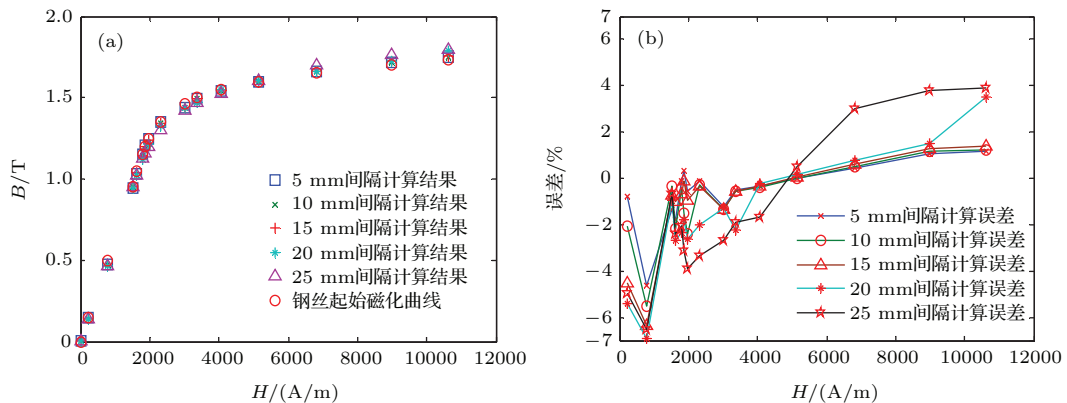 (a)
2.0
1.5
1.0
0.5
0
B/T
0
2000
4000
6000
8000
10000
12000
H/(A/m)
5 mm间隔计算结果
10 mm间隔计算结果
15 mm间隔计算结果
20 mm间隔计算结果
25 mm间隔计算结果
钢丝起始磁化曲线
(b)
7
6
4
2
0
-2
-4
-6
-7
误差/%
0
2000
4000
6000
8000
10000
12000
H/(A/m)
5 mm间隔计算误差
10 mm间隔计算误差
15 mm间隔计算误差
20 mm间隔计算误差
25 mm间隔计算误差